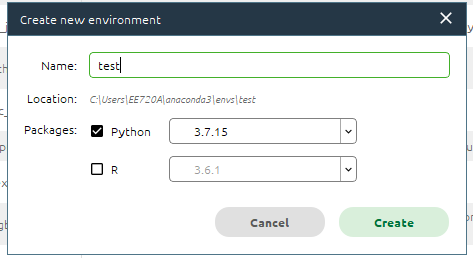 Create new environment
Name: test
Location: C:\Users\EE720A\anaconda3\envs\test
Packages: Python 3.7.15
R 3.6.1
Cancel Create